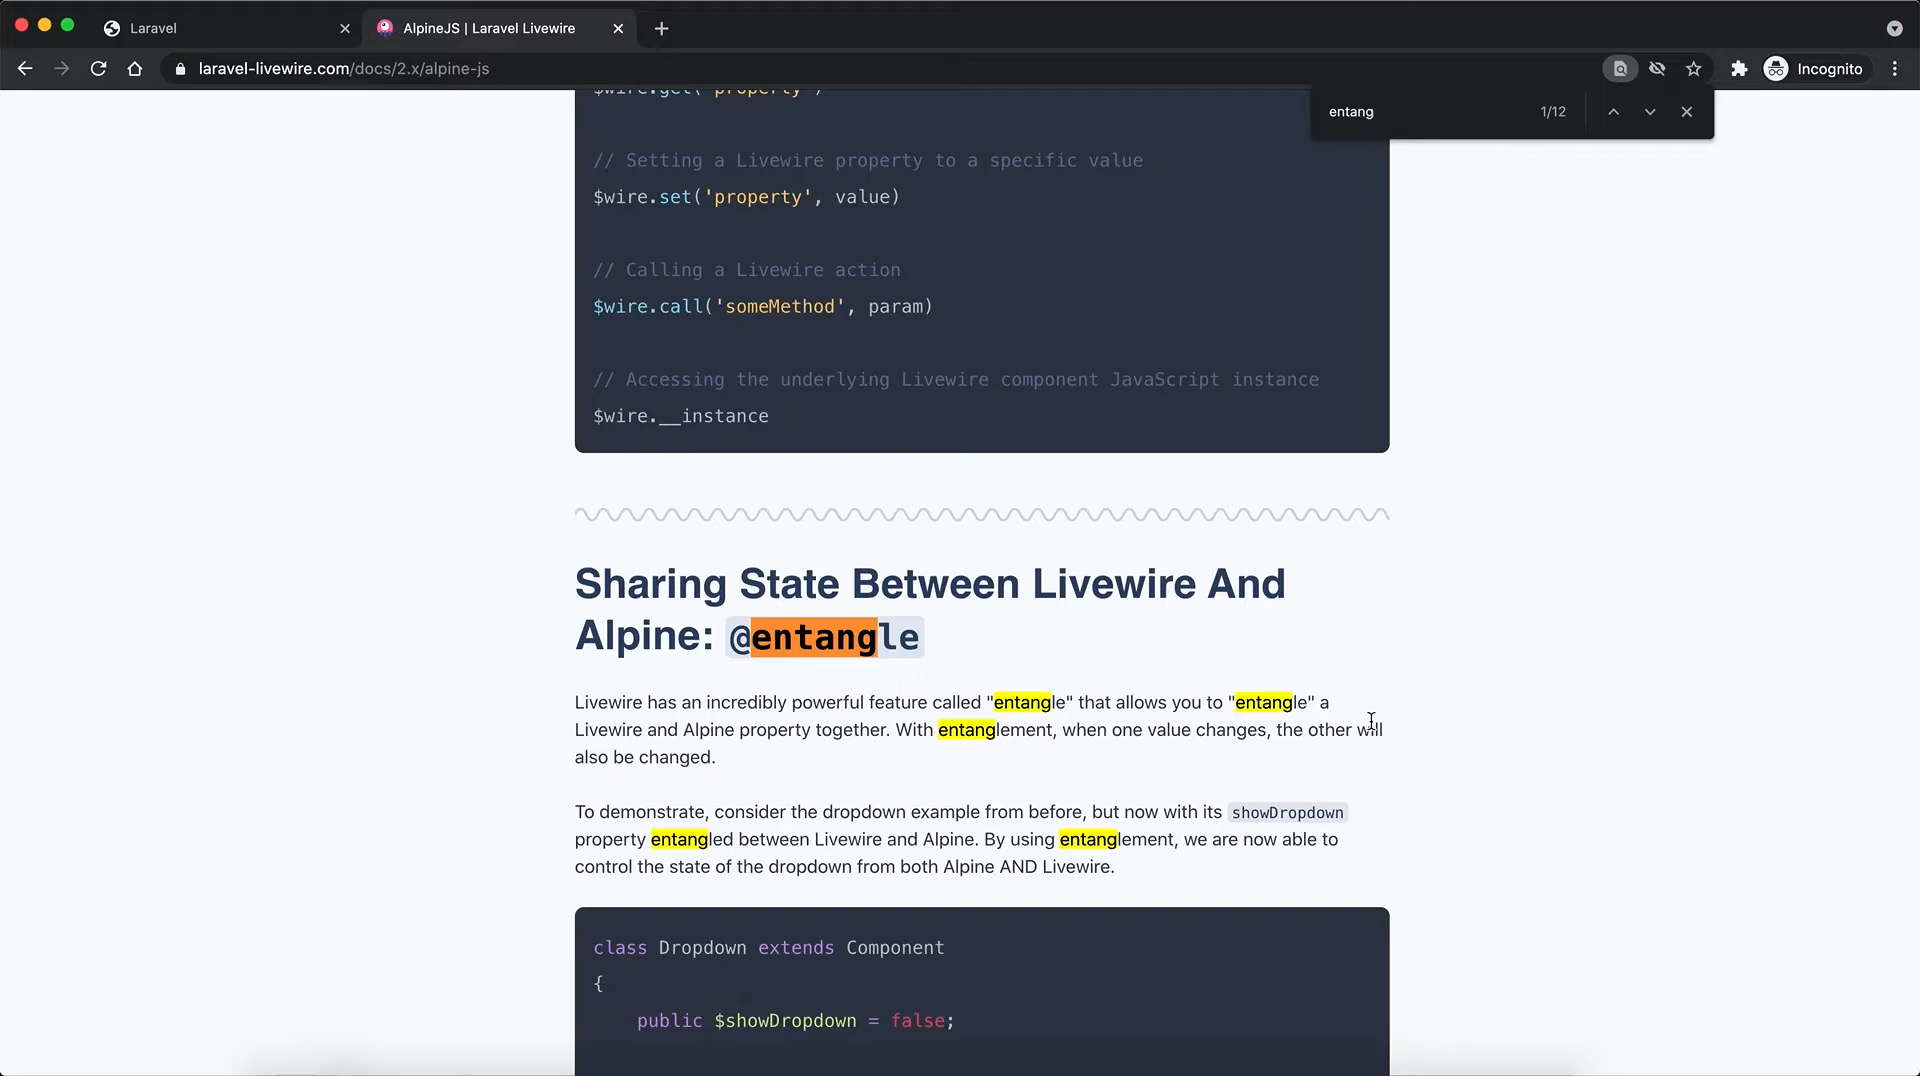 Laravel
AlpineJS | Laravel Livewire
laravel-livewire.com/docs/2.x/alpine-js
Incognito
entang
1/12
$wire.get('property')
// Setting a Livewire property to a specific value
$wire.set('property', value)
// Calling a Livewire action
$wire.call('someMethod', param)
// Accessing the underlying Livewire component JavaScript instance
$wire.__instance
Sharing State Between Livewire And
Alpine: @entangle
Livewire has an incredibly powerful feature called "entangle" that allows you to "entangle" a
Livewire and Alpine property together. With entanglement, when one value changes, the other will
also be changed.
To demonstrate, consider the dropdown example from before, but now with its showDropdown
property entangled between Livewire and Alpine. By using entanglement, we are now able to
control the state of the dropdown from both Alpine AND Livewire.
class Dropdown extends Component
{
public $showDropdown = false;